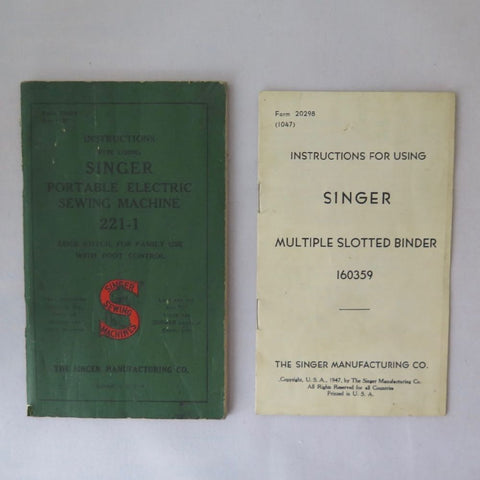 INSTRUCTIONS
FOR USING
SINGER
PORTABLE ELECTRIC
SEWING MACHINE
221-1
LOCK STITCH, FOR FAMILY USE
WITH FOOT CONTROL
SINGER
SEWING
MACHINES
THE SINGER MANUFACTURING CO.
Form 20298
(1047)
INSTRUCTIONS FOR USING
SINGER
MULTIPLE SLOTTED BINDER
160359
THE SINGER MANUFACTURING CO.
Copyright, U. S. A., 1947, by The Singer Manufacturing Co.
All Rights Reserved for all Countries
Printed in U. S. A.